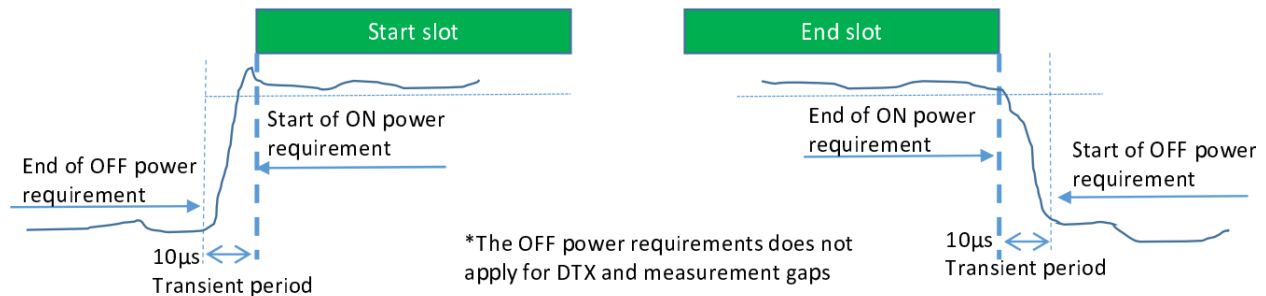 Start slot
End slot
Start of ON power
requirement
End of OFF power
requirement
10µs
Transient period
End of ON power
requirement
Start of OFF power
requirement
10µs
Transient period
*The OFF power requirements does not
apply for DTX and measurement gaps